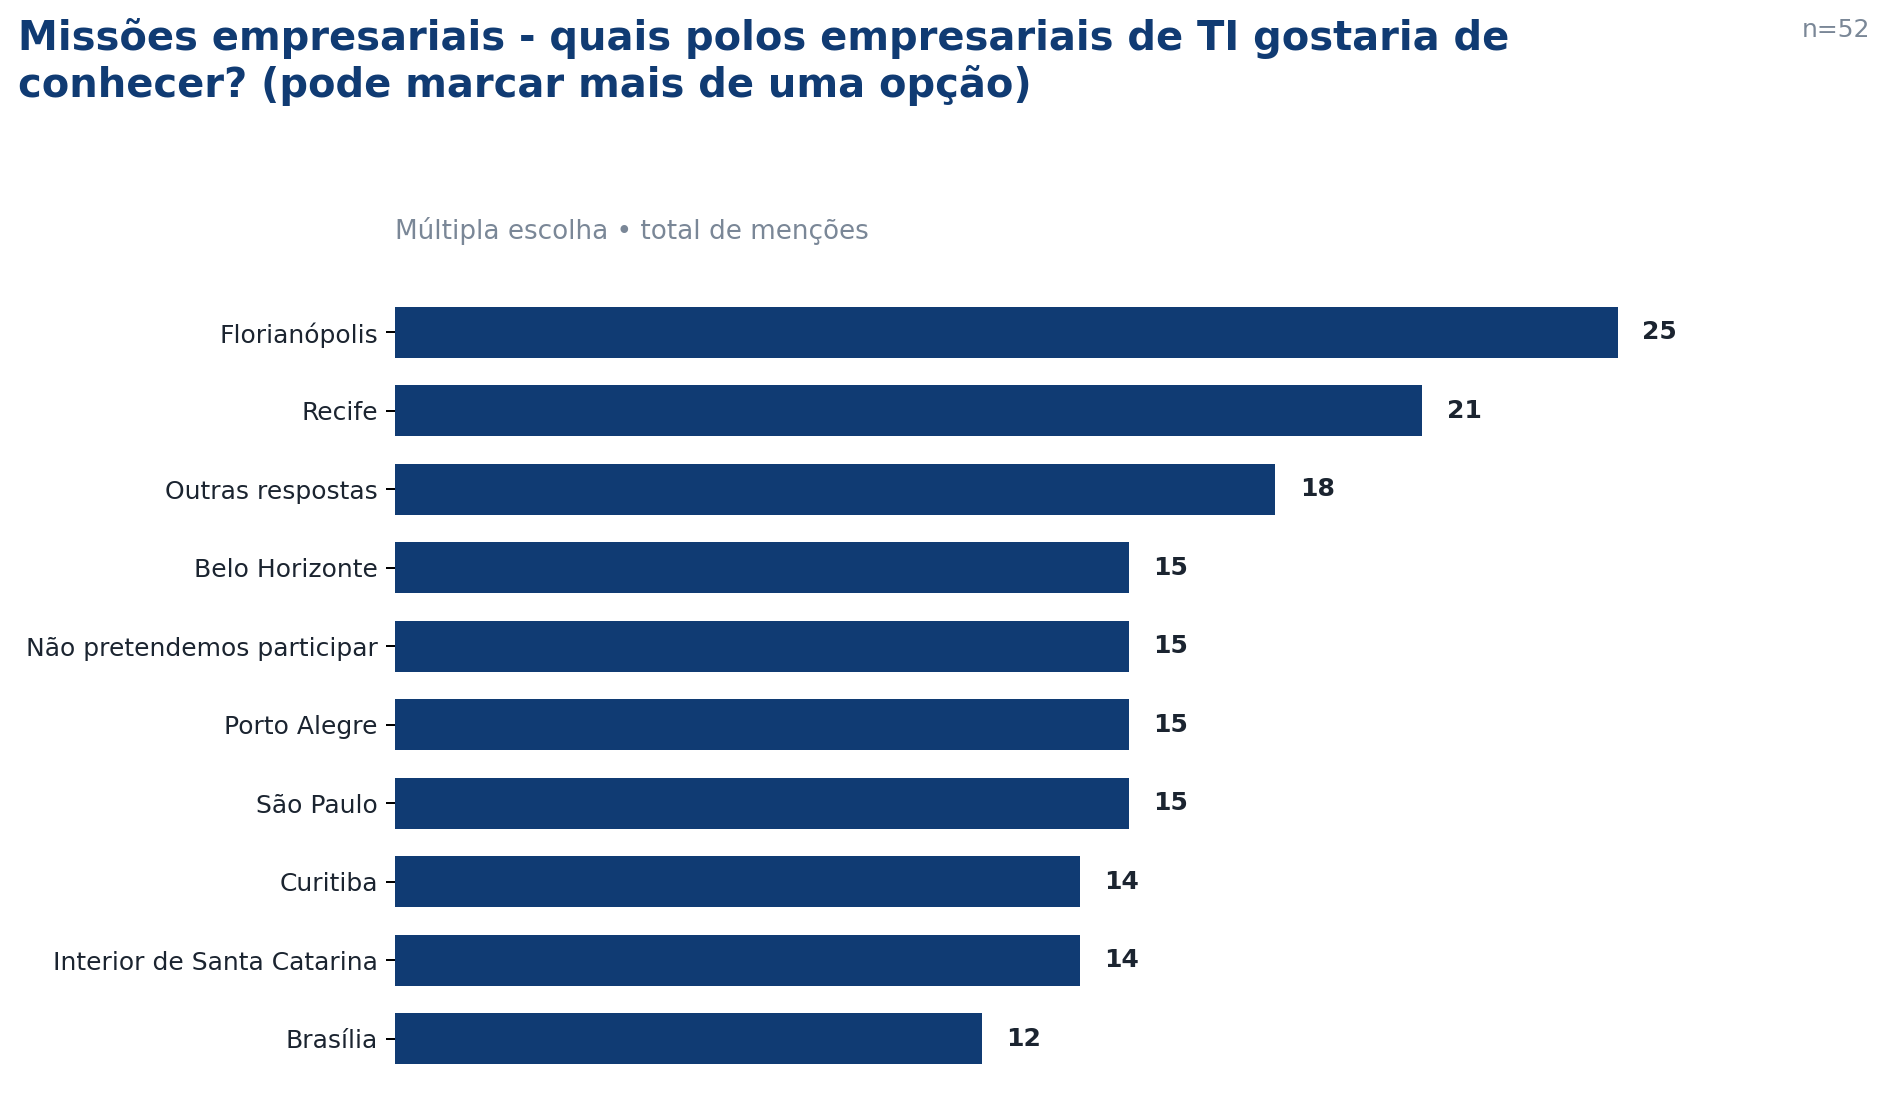 Missões empresariais - quais polos empresariais de TI gostaria de
conhecer? (pode marcar mais de uma opção)
n=52
Múltipla escolha • total de menções
Florianópolis 25
Recife 21
Outras respostas 18
Belo Horizonte 15
Não pretendemos participar 15
Porto Alegre 15
São Paulo 15
Curitiba 14
Interior de Santa Catarina 14
Brasília 12